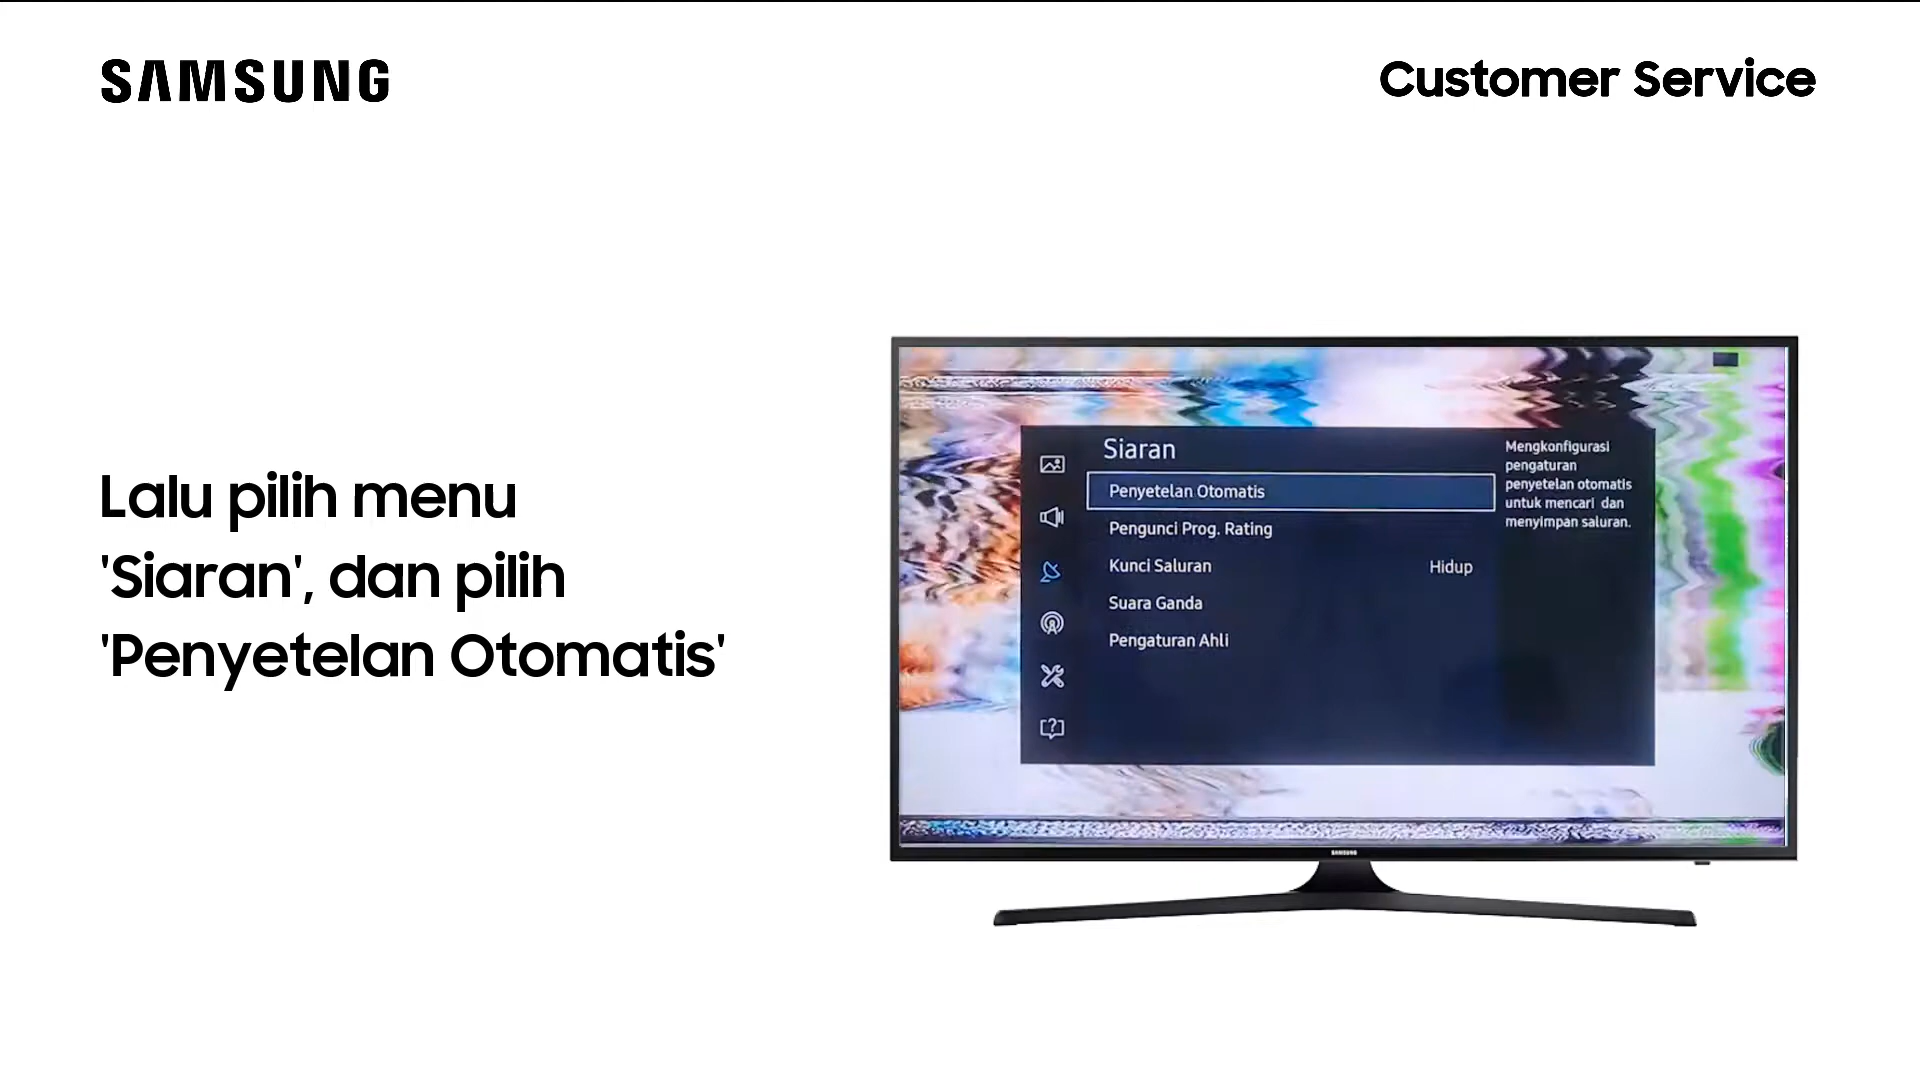 SAMSUNG
Customer Service
Lalu pilih menu
'Siaran', dan pilih
'Penyetelan Otomatis'
Siaran
Penyetelan Otomatis
Pengunci Prog. Rating
Kunci Saluran Hidup
Suara Ganda
Pengaturan Ahli
Mengkonfigurasi
pengaturan
penyetelan otomatis
untuk mencari dan
menyimpan saluran.
SAMSUNG